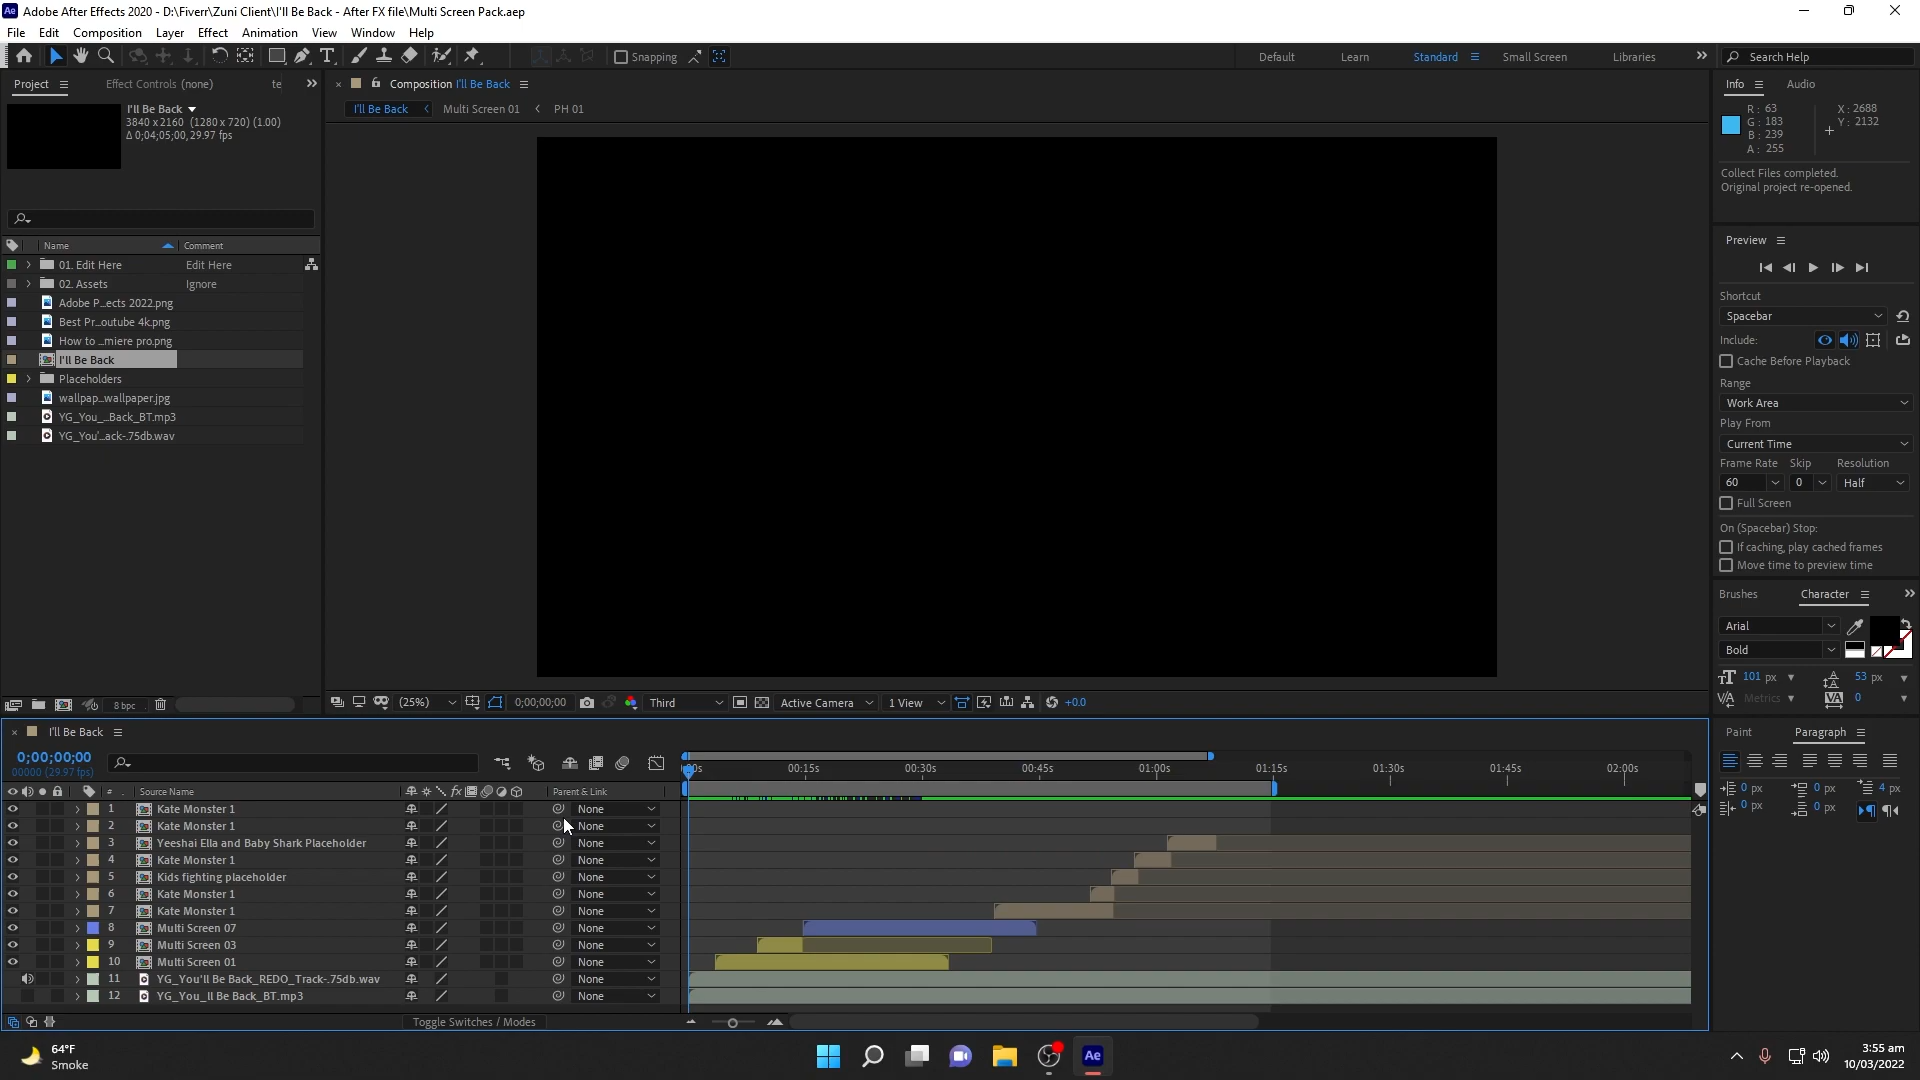 Adobe After Effects 2020 - D:\Fiverr\Zuni Client\I'll Be Back - After FX file\Multi Screen Pack.aep
File Edit Composition Layer Effect Animation View Window Help
Snapping
Default Learn Standard Small Screen Libraries Search Help
Project Effect Controls (none) te
Composition I'll Be Back
Info Audio
I'll Be Back
3840 x 2160 (1280 x 720) (1.00)
Δ 0;04;05;00, 29.97 fps
I'll Be Back Multi Screen 01 PH 01
R: 63
G: 183
B: 239
A: 255
X: 2688
Y: 2132
Collect Files completed.
Original project re-opened.
Name Comment
01. Edit Here Edit Here
02. Assets Ignore
Adobe P...ects 2022.png
Best Pr...outube 4k.png
How to ...miere pro.png
I'll Be Back
Placeholders
wallpap...wallpaper.jpg
YG_You_...Back_BT.mp3
YG_You'...ack-.75db.wav
Preview
Shortcut
Spacebar
Include:
Cache Before Playback
Range
Work Area
Play From
Current Time
Frame Rate Skip Resolution
60 0 Half
Full Screen
On (Spacebar) Stop:
If caching, play cached frames
Move time to preview time
Brushes Character
Arial
Bold
101 px 53 px
Metrics 0
8 bpc
(25%) 0;00;00;00 Third Active Camera 1 View +0.0
I'll Be Back
0;00;00;00
00000 (29.97 fps)
# Source Name Parent & Link
00s 00:15s 00:30s 00:45s 01:00s 01:15s 01:30s 01:45s 02:00s
1 Kate Monster 1 None
2 Kate Monster 1 None
3 Yeeshai Ella and Baby Shark Placeholder None
4 Kate Monster 1 None
5 Kids fighting placeholder None
6 Kate Monster 1 None
7 Kate Monster 1 None
8 Multi Screen 07 None
9 Multi Screen 03 None
10 Multi Screen 01 None
11 YG_You'll Be Back_REDO_Track-.75db.wav None
12 YG_You_ll Be Back_BT.mp3 None
Toggle Switches / Modes
Paint Paragraph
0 px 0 px 4 px
0 px 0 px
64°F
Smoke
Ae
3:55 am
10/03/2022